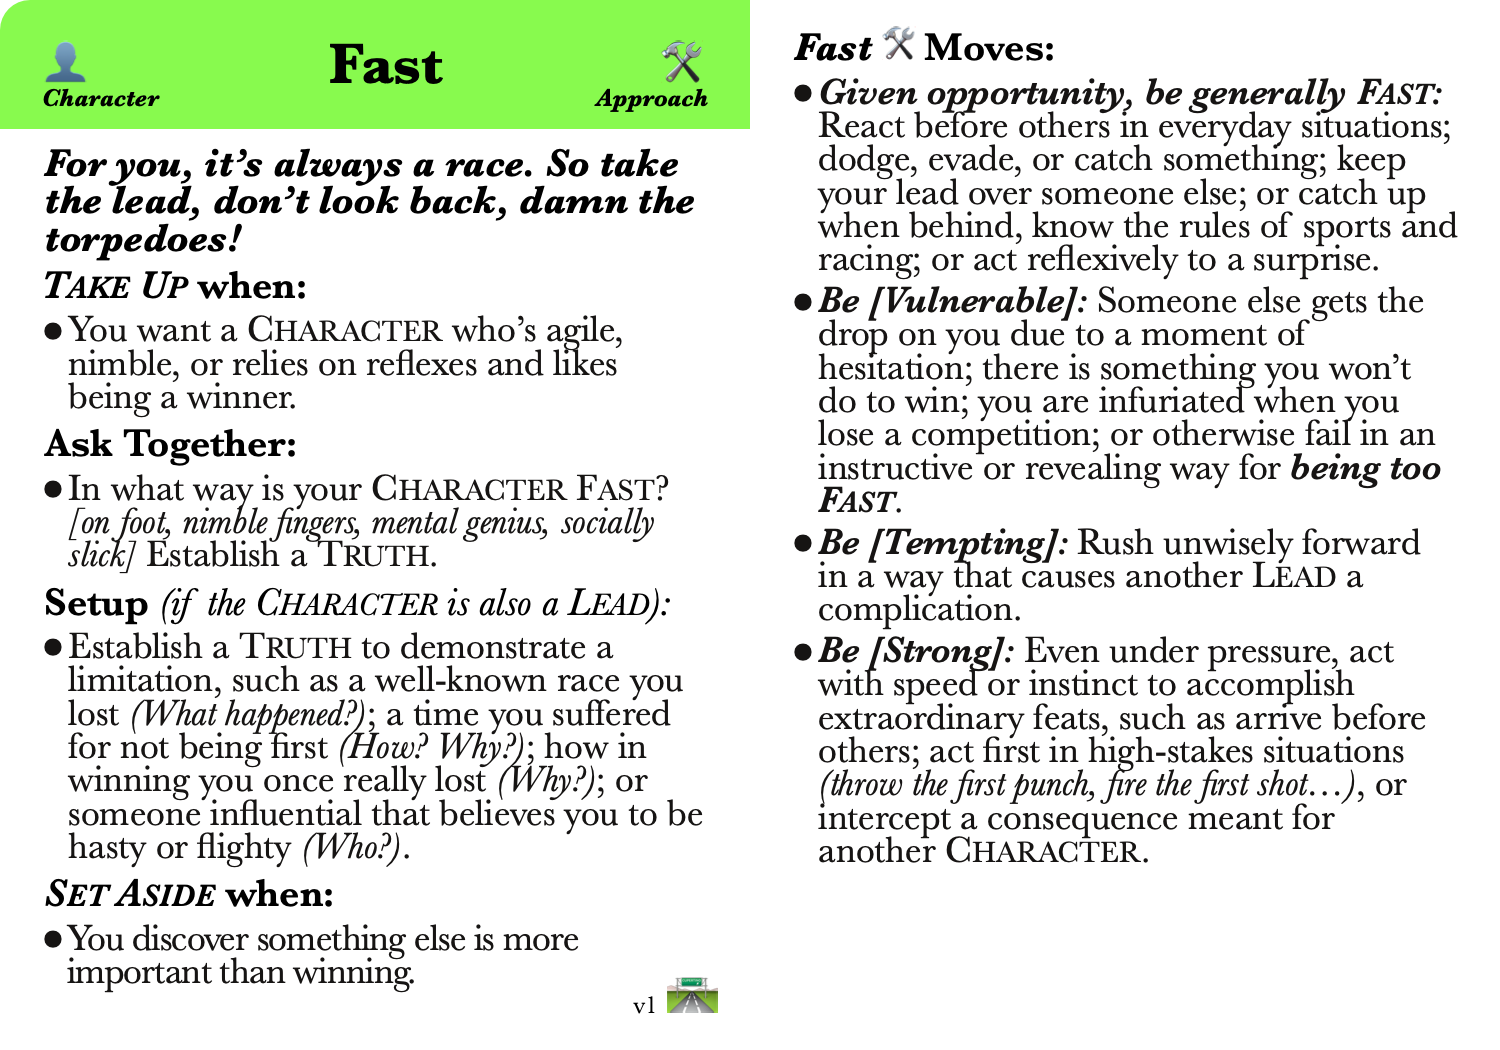 Fast
Character
Approach
For you, it’s always a race. So take
the lead, don’t look back, damn the
torpedoes!
TAKE UP when:
● You want a CHARACTER who’s agile,
nimble, or relies on reflexes and likes
being a winner.
Ask Together:
● In what way is your CHARACTER FAST?
[on foot, nimble fingers, mental genius, socially
slick] Establish a TRUTH.
Setup (if the CHARACTER is also a LEAD):
● Establish a TRUTH to demonstrate a
limitation, such as a well-known race you
lost (What happened?); a time you suffered
for not being first (How? Why?); how in
winning you once really lost (Why?); or
someone influential that believes you to be
hasty or flighty (Who?).
SET ASIDE when:
● You discover something else is more
important than winning.
v1
Fast 🛠 Moves:
● Given opportunity, be generally FAST:
React before others in everyday situations;
dodge, evade, or catch something; keep
your lead over someone else; or catch up
when behind, know the rules of sports and
racing; or act reflexively to a surprise.
● Be [Vulnerable]: Someone else gets the
drop on you due to a moment of
hesitation; there is something you won’t
do to win; you are infuriated when you
lose a competition; or otherwise fail in an
instructive or revealing way for being too
FAST.
● Be [Tempting]: Rush unwisely forward
in a way that causes another LEAD a
complication.
● Be [Strong]: Even under pressure, act
with speed or instinct to accomplish
extraordinary feats, such as arrive before
others; act first in high-stakes situations
(throw the first punch, fire the first shot…), or
intercept a consequence meant for
another CHARACTER.